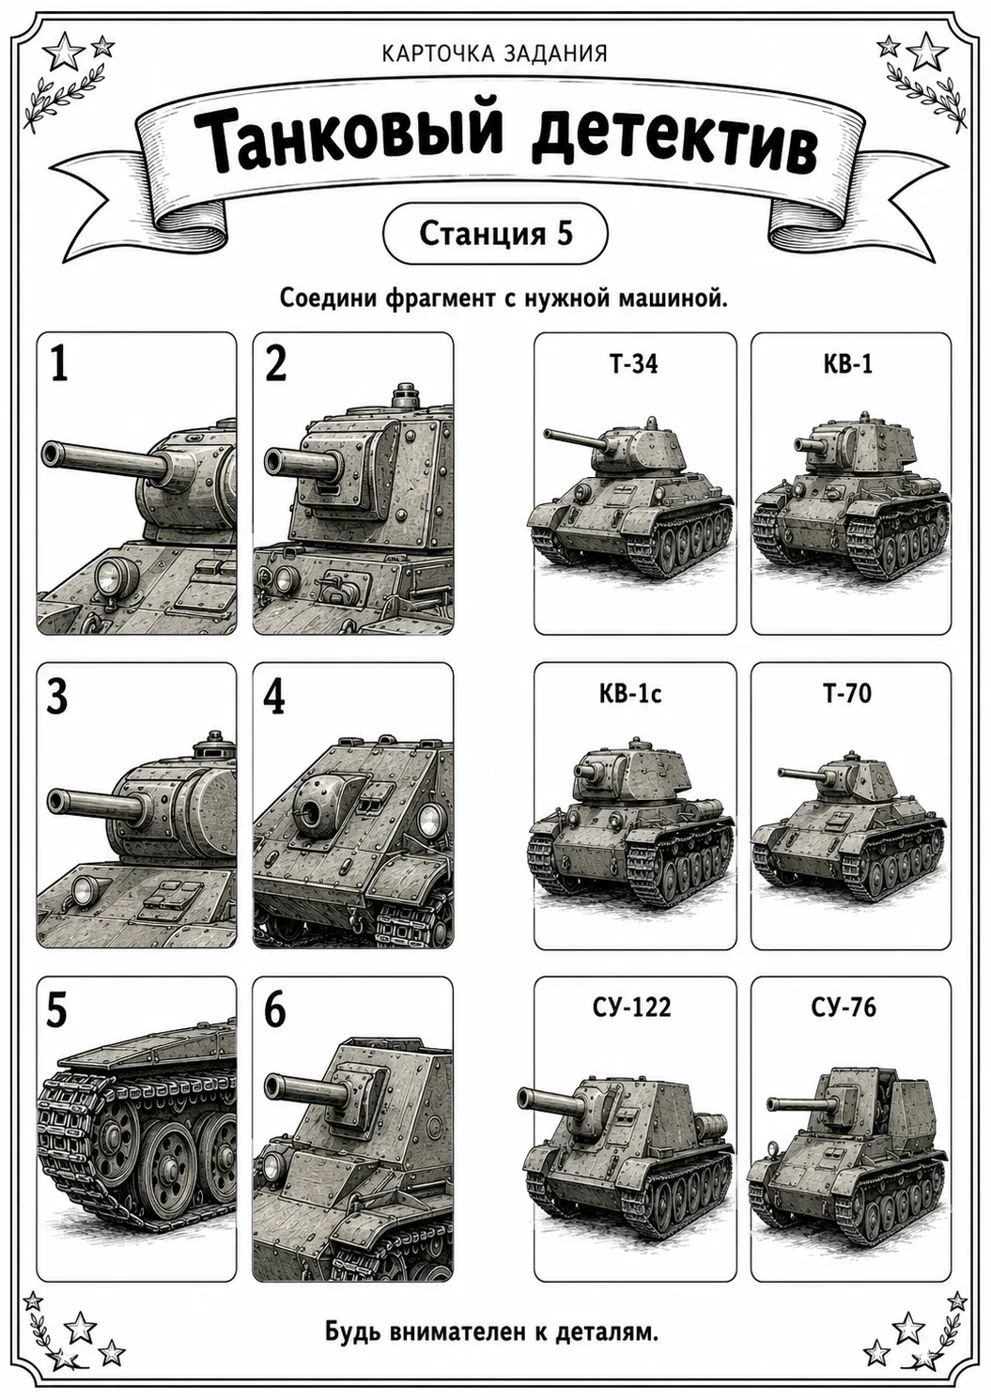 КАРТОЧКА ЗАДАНИЯ
Танковый детектив
Станция 5
Соедини фрагмент с нужной машиной.
1
2
Т-34
КВ-1
3
4
КВ-1с
Т-70
5
6
СУ-122
СУ-76
Будь внимателен к деталям.